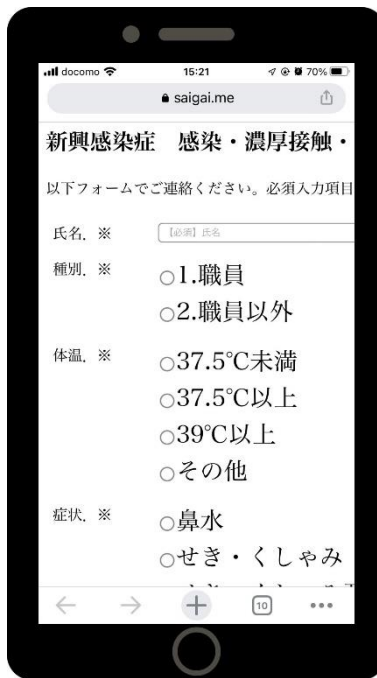 docomo 15:21 70%
saigai.me
新興感染症 感染・濃厚接触・
以下フォームでご連絡ください。必須入力項目
氏名. ※ 【必須】氏名
種別. ※ 1.職員
2.職員以外
体温. ※ 37.5℃未満
37.5℃以上
39℃以上
その他
症状. ※ 鼻水
せき・くしゃみ
10